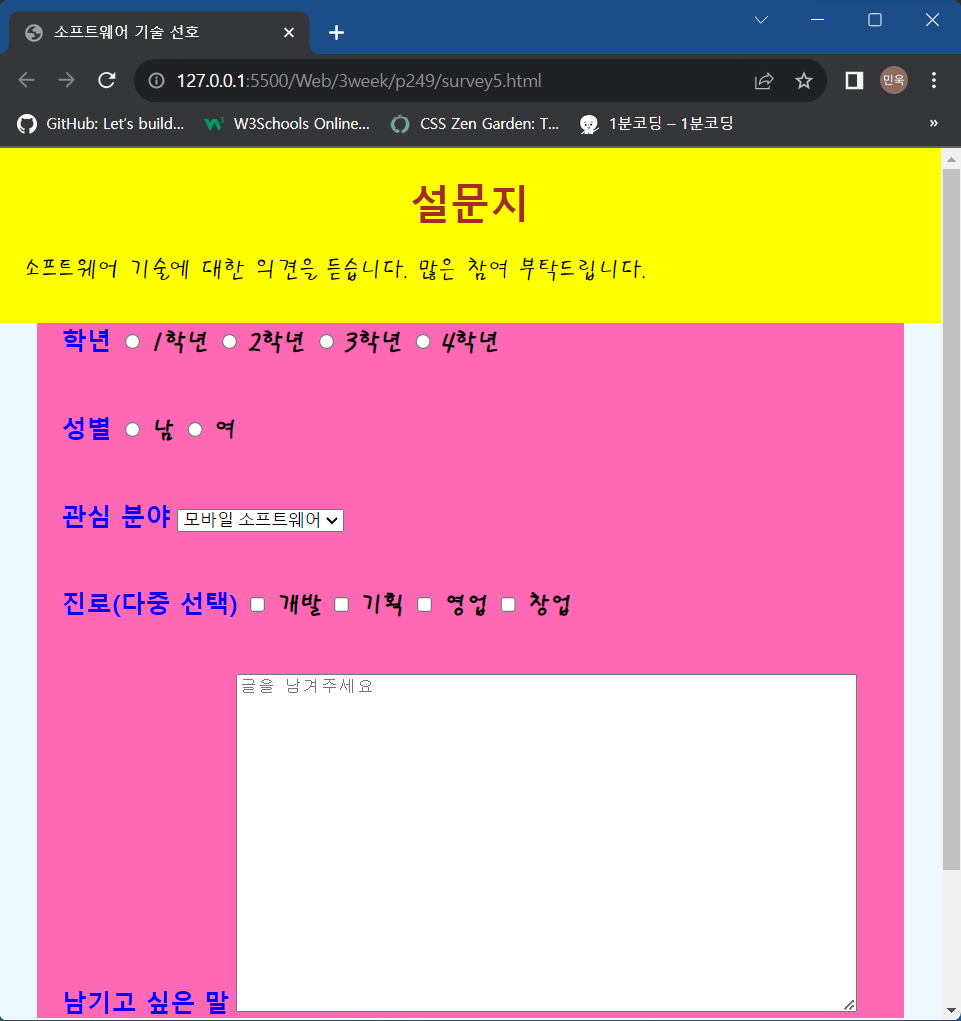 소프트웨어 기술 선호
127.0.0.1:5500/Web/3week/p249/survey5.html
민욱
GitHub: Let's build... W3Schools Online... CSS Zen Garden: T... 1분코딩 – 1분코딩 »
설문지
소프트웨어 기술에 대한 의견을 듣습니다. 많은 참여 부탁드립니다.
학년 1학년 2학년 3학년 4학년
성별 남 여
관심 분야 모바일 소프트웨어
진로(다중 선택) 개발 기획 영업 창업
글을 남겨주세요
남기고 싶은 말